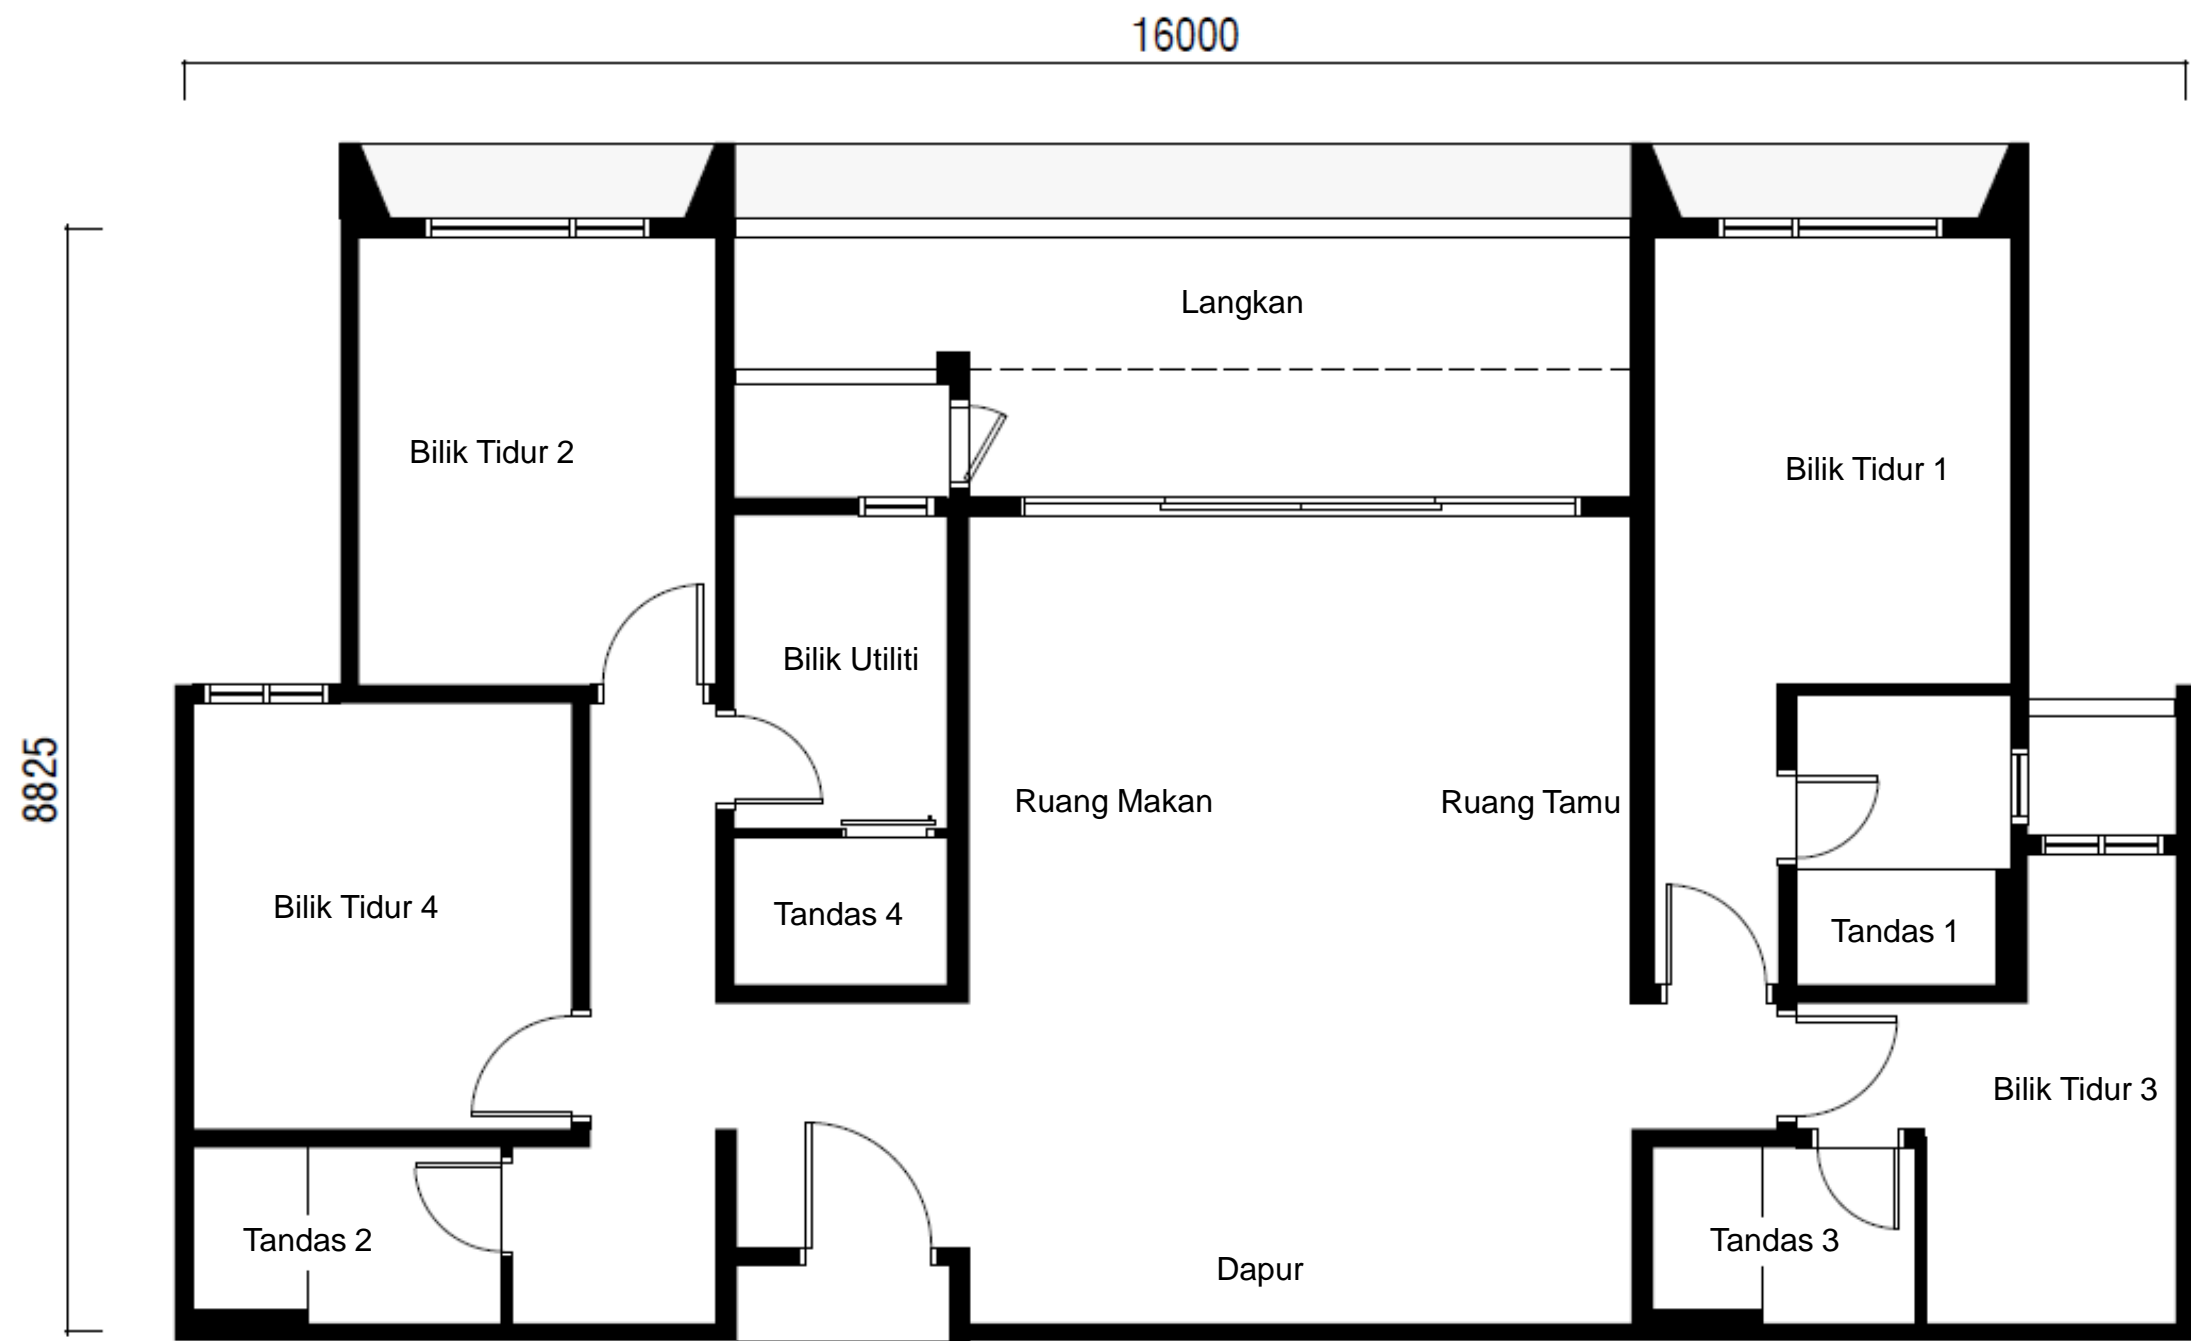 16000
Langkan
Bilik Tidur 2
Bilik Tidur 1
Bilik Utiliti
8825
Ruang Makan
Ruang Tamu
Bilik Tidur 4
Tandas 4
Tandas 1
Bilik Tidur 3
Tandas 2
Tandas 3
Dapur